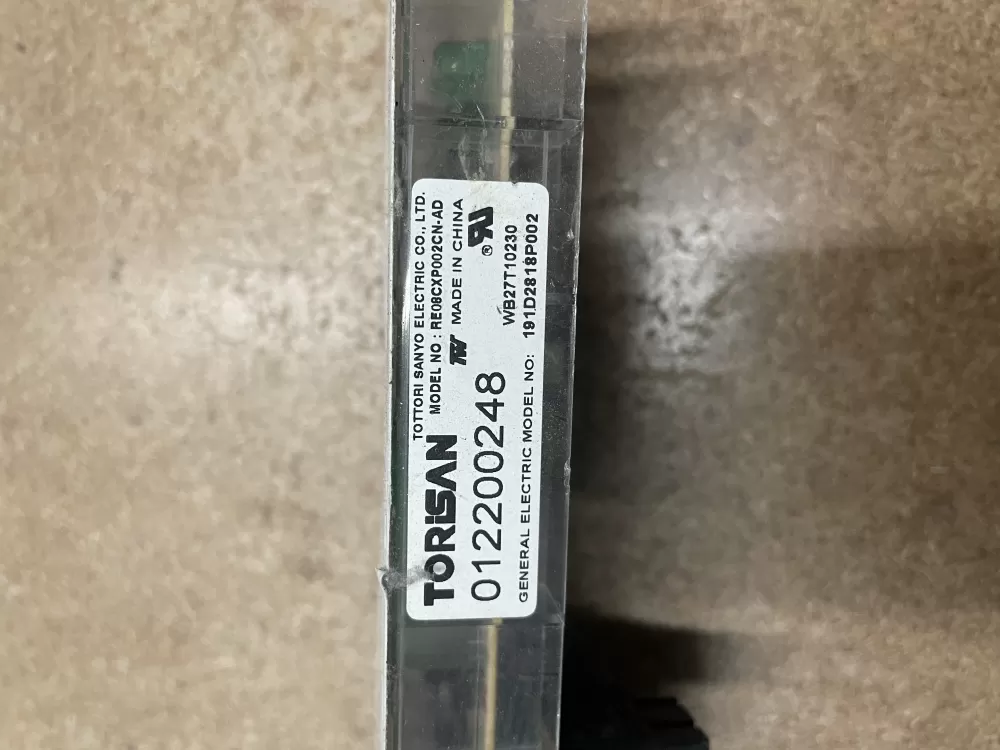 TOTTORI SANYO ELECTRIC CO., LTD.
TORISAN MODEL NO : RE08CXP002CN-AD
MADE IN CHINA
012200248
WB27T10230
GENERAL ELECTRIC MODEL NO: 191D2818P002